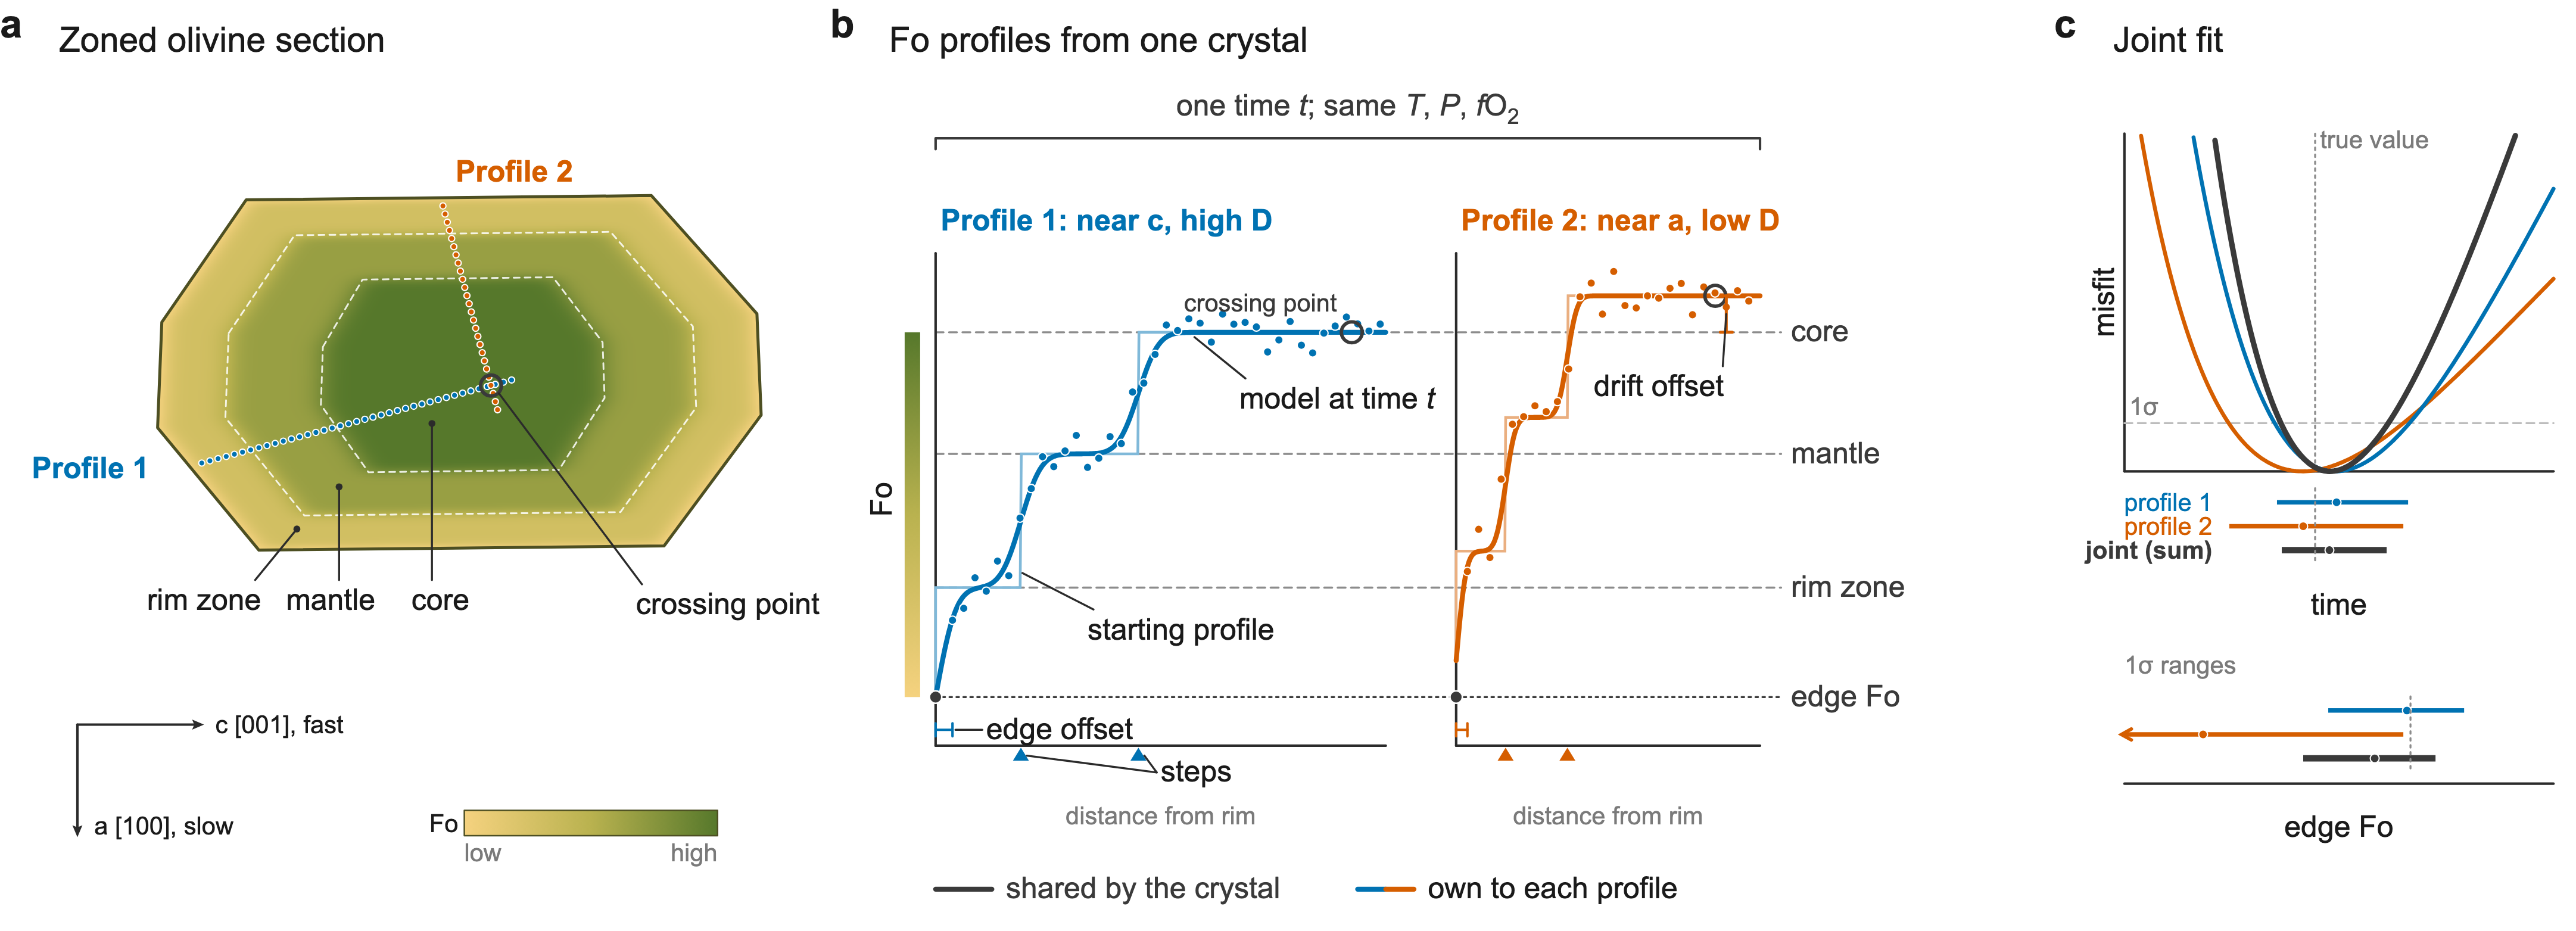 a Zoned olivine section
Profile 2
Profile 1
rim zone mantle core crossing point
c [001], fast
a [100], slow
Fo
low high
b Fo profiles from one crystal
one time t; same T, P, fO₂
Profile 1: near c, high D Profile 2: near a, low D
crossing point
core
model at time t
drift offset
mantle
Fo
rim zone
starting profile
edge Fo
edge offset
steps
distance from rim distance from rim
shared by the crystal own to each profile
c Joint fit
true value
misfit
1σ
profile 1
profile 2
joint (sum)
time
1σ ranges
edge Fo